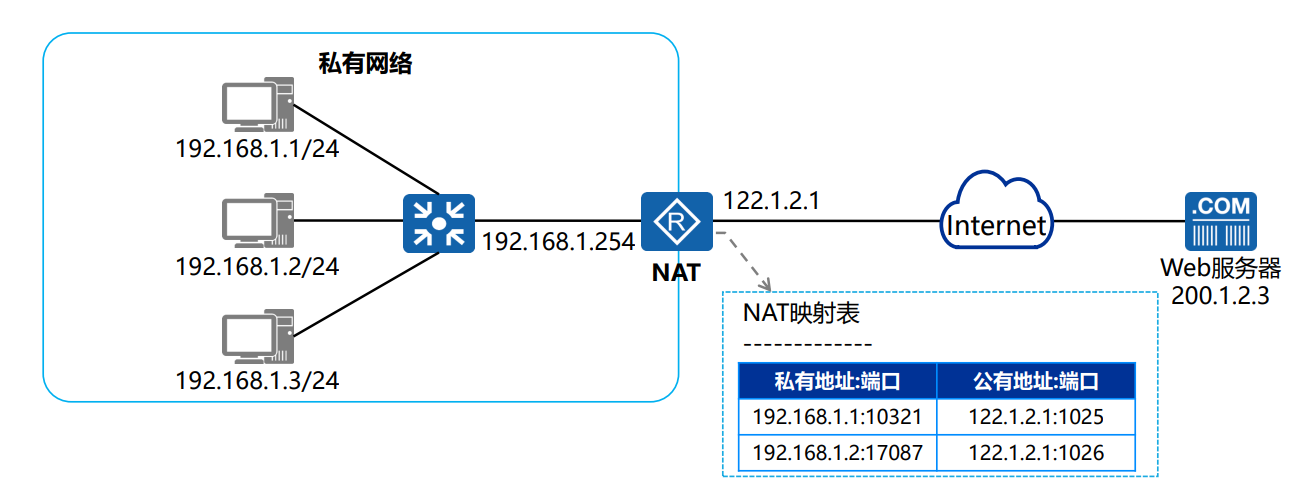 私有网络
192.168.1.1/24
192.168.1.2/24
192.168.1.3/24
192.168.1.254
R
NAT
122.1.2.1
Internet
.COM
Web服务器
200.1.2.3
NAT映射表
-------------
私有地址:端口 公有地址:端口
192.168.1.1:10321 122.1.2.1:1025
192.168.1.2:17087 122.1.2.1:1026